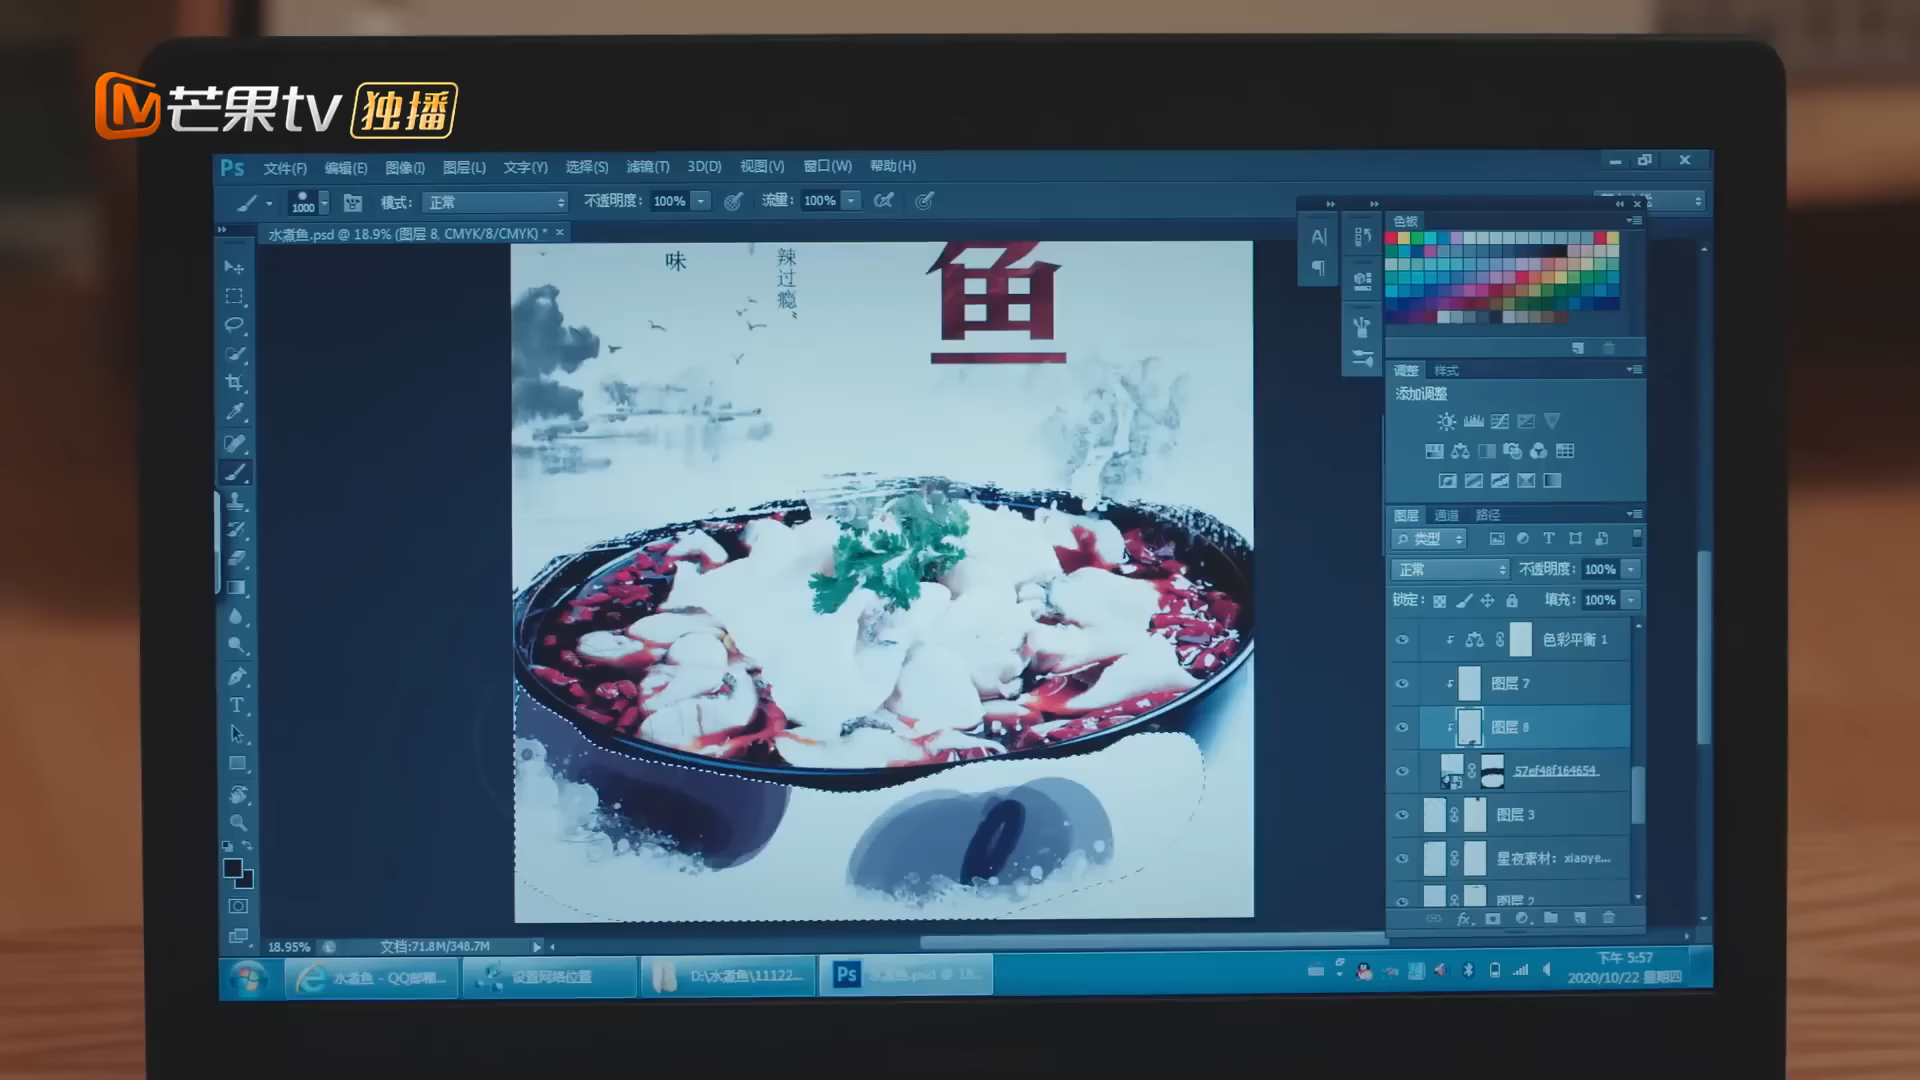 芒果tv 独播
Ps 文件(F) 编辑(E) 图像(I) 图层(L) 文字(Y) 选择(S) 滤镜(T) 3D(D) 视图(V) 窗口(W) 帮助(H)
1000 模式: 正常 不透明度: 100% 流量: 100%
水煮鱼.psd @ 18.9% (图层 8, CMYK/8/CMYK) * ×
味
辣过瘾
鱼
A|
色板
调整 样式
添加调整
图层 通道 路径
类型
正常 不透明度: 100%
锁定: 填充: 100%
色彩平衡 1
图层 7
图层 8
57ef48f164654
图层 3
星夜素材: xiaoye...
图层 2
18.95% 文档:71.8M/348.7M
水煮鱼 - QQ邮箱... 设置网络位置 D:\水煮鱼\11122... Ps 水煮鱼.psd @ 18...
下午 5:57
2020/10/22 星期四